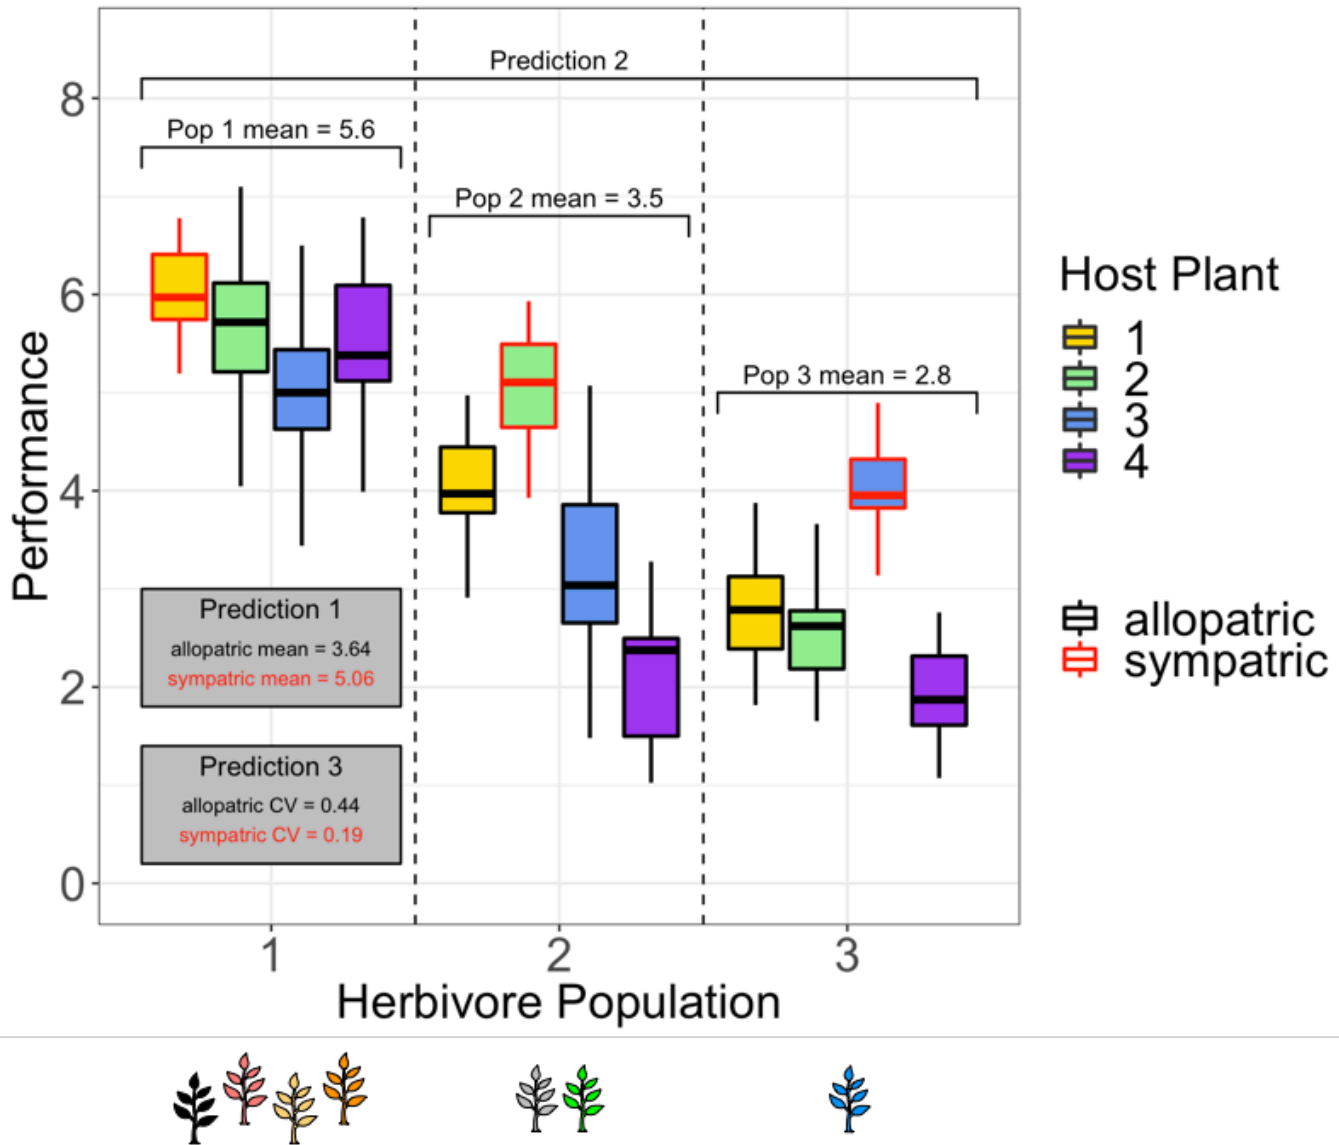 Prediction 2
8
Pop 1 mean = 5.6
Pop 2 mean = 3.5
6
Pop 3 mean = 2.8
4
Performance
Prediction 1
allopatric mean = 3.64
sympatric mean = 5.06
2
Prediction 3
allopatric CV = 0.44
sympatric CV = 0.19
0
1 2 3
Herbivore Population
Host Plant
1
2
3
4
allopatric
sympatric